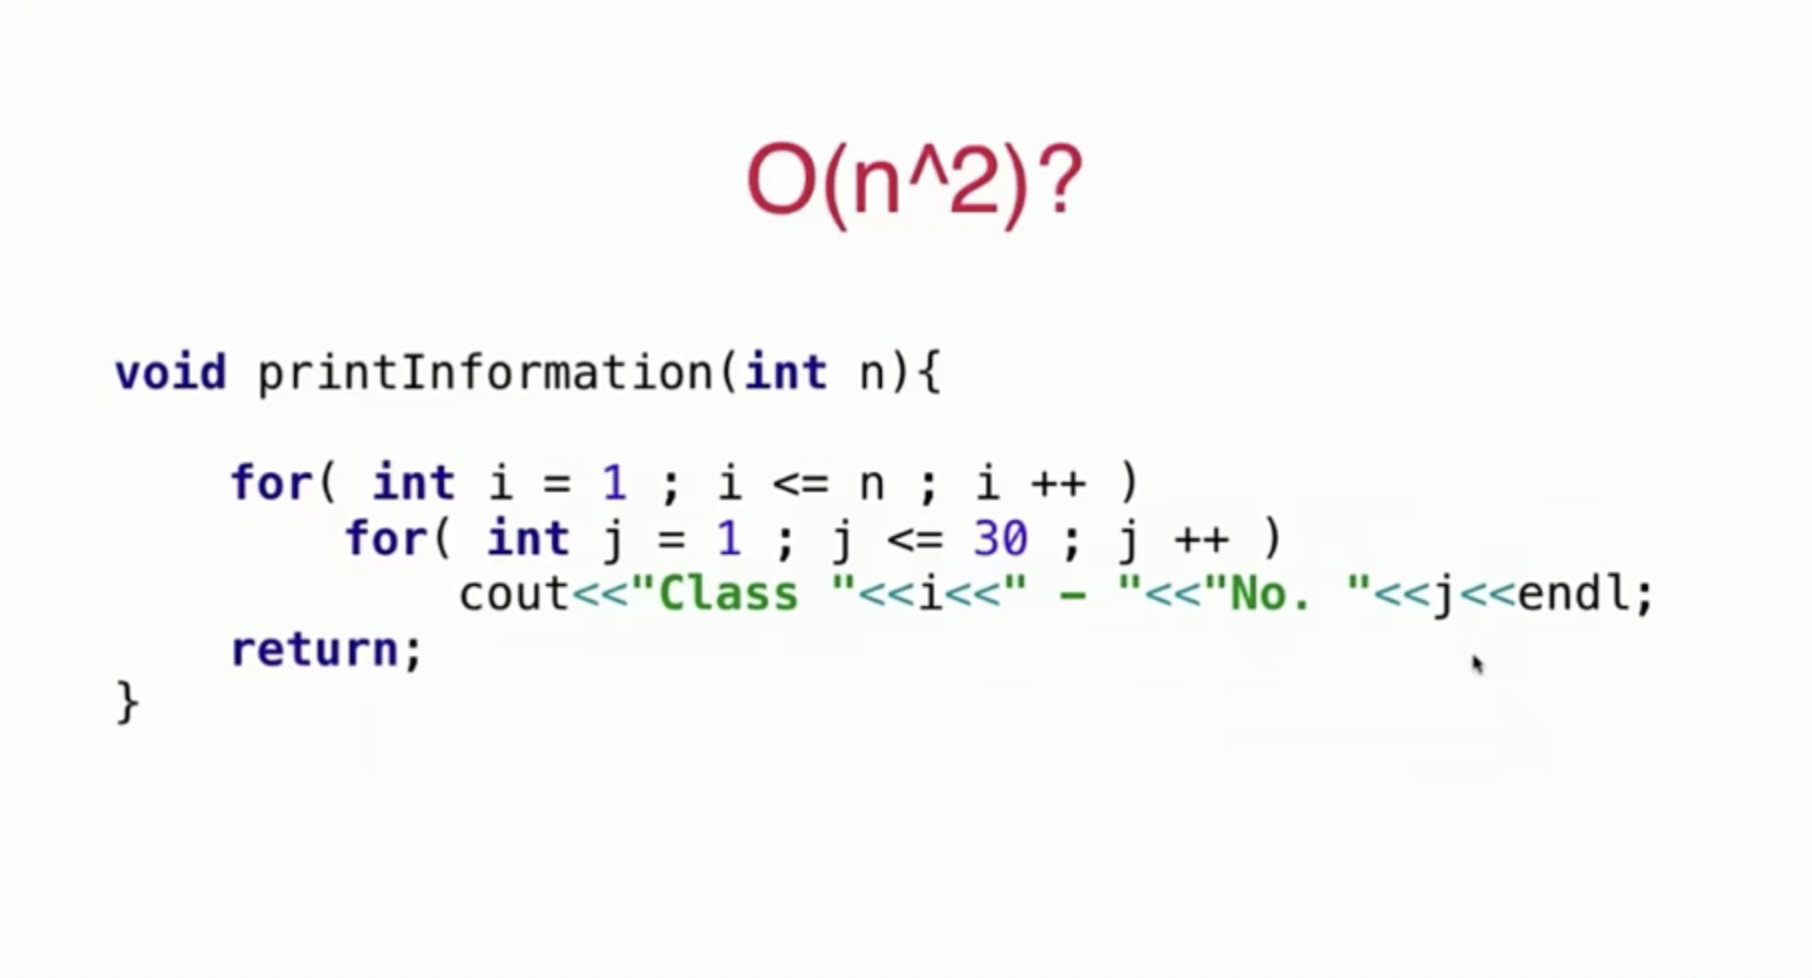 O(n^2)?
void printInformation(int n){
for( int i = 1 ; i <= n ; i ++ )
for( int j = 1 ; j <= 30 ; j ++ )
cout<<"Class "<<i<<" - "<<"No. "<<j<<endl;
return;
}